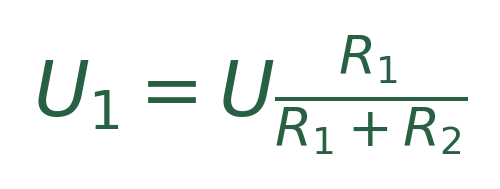 U₁ = U R₁ / (R₁ + R₂)